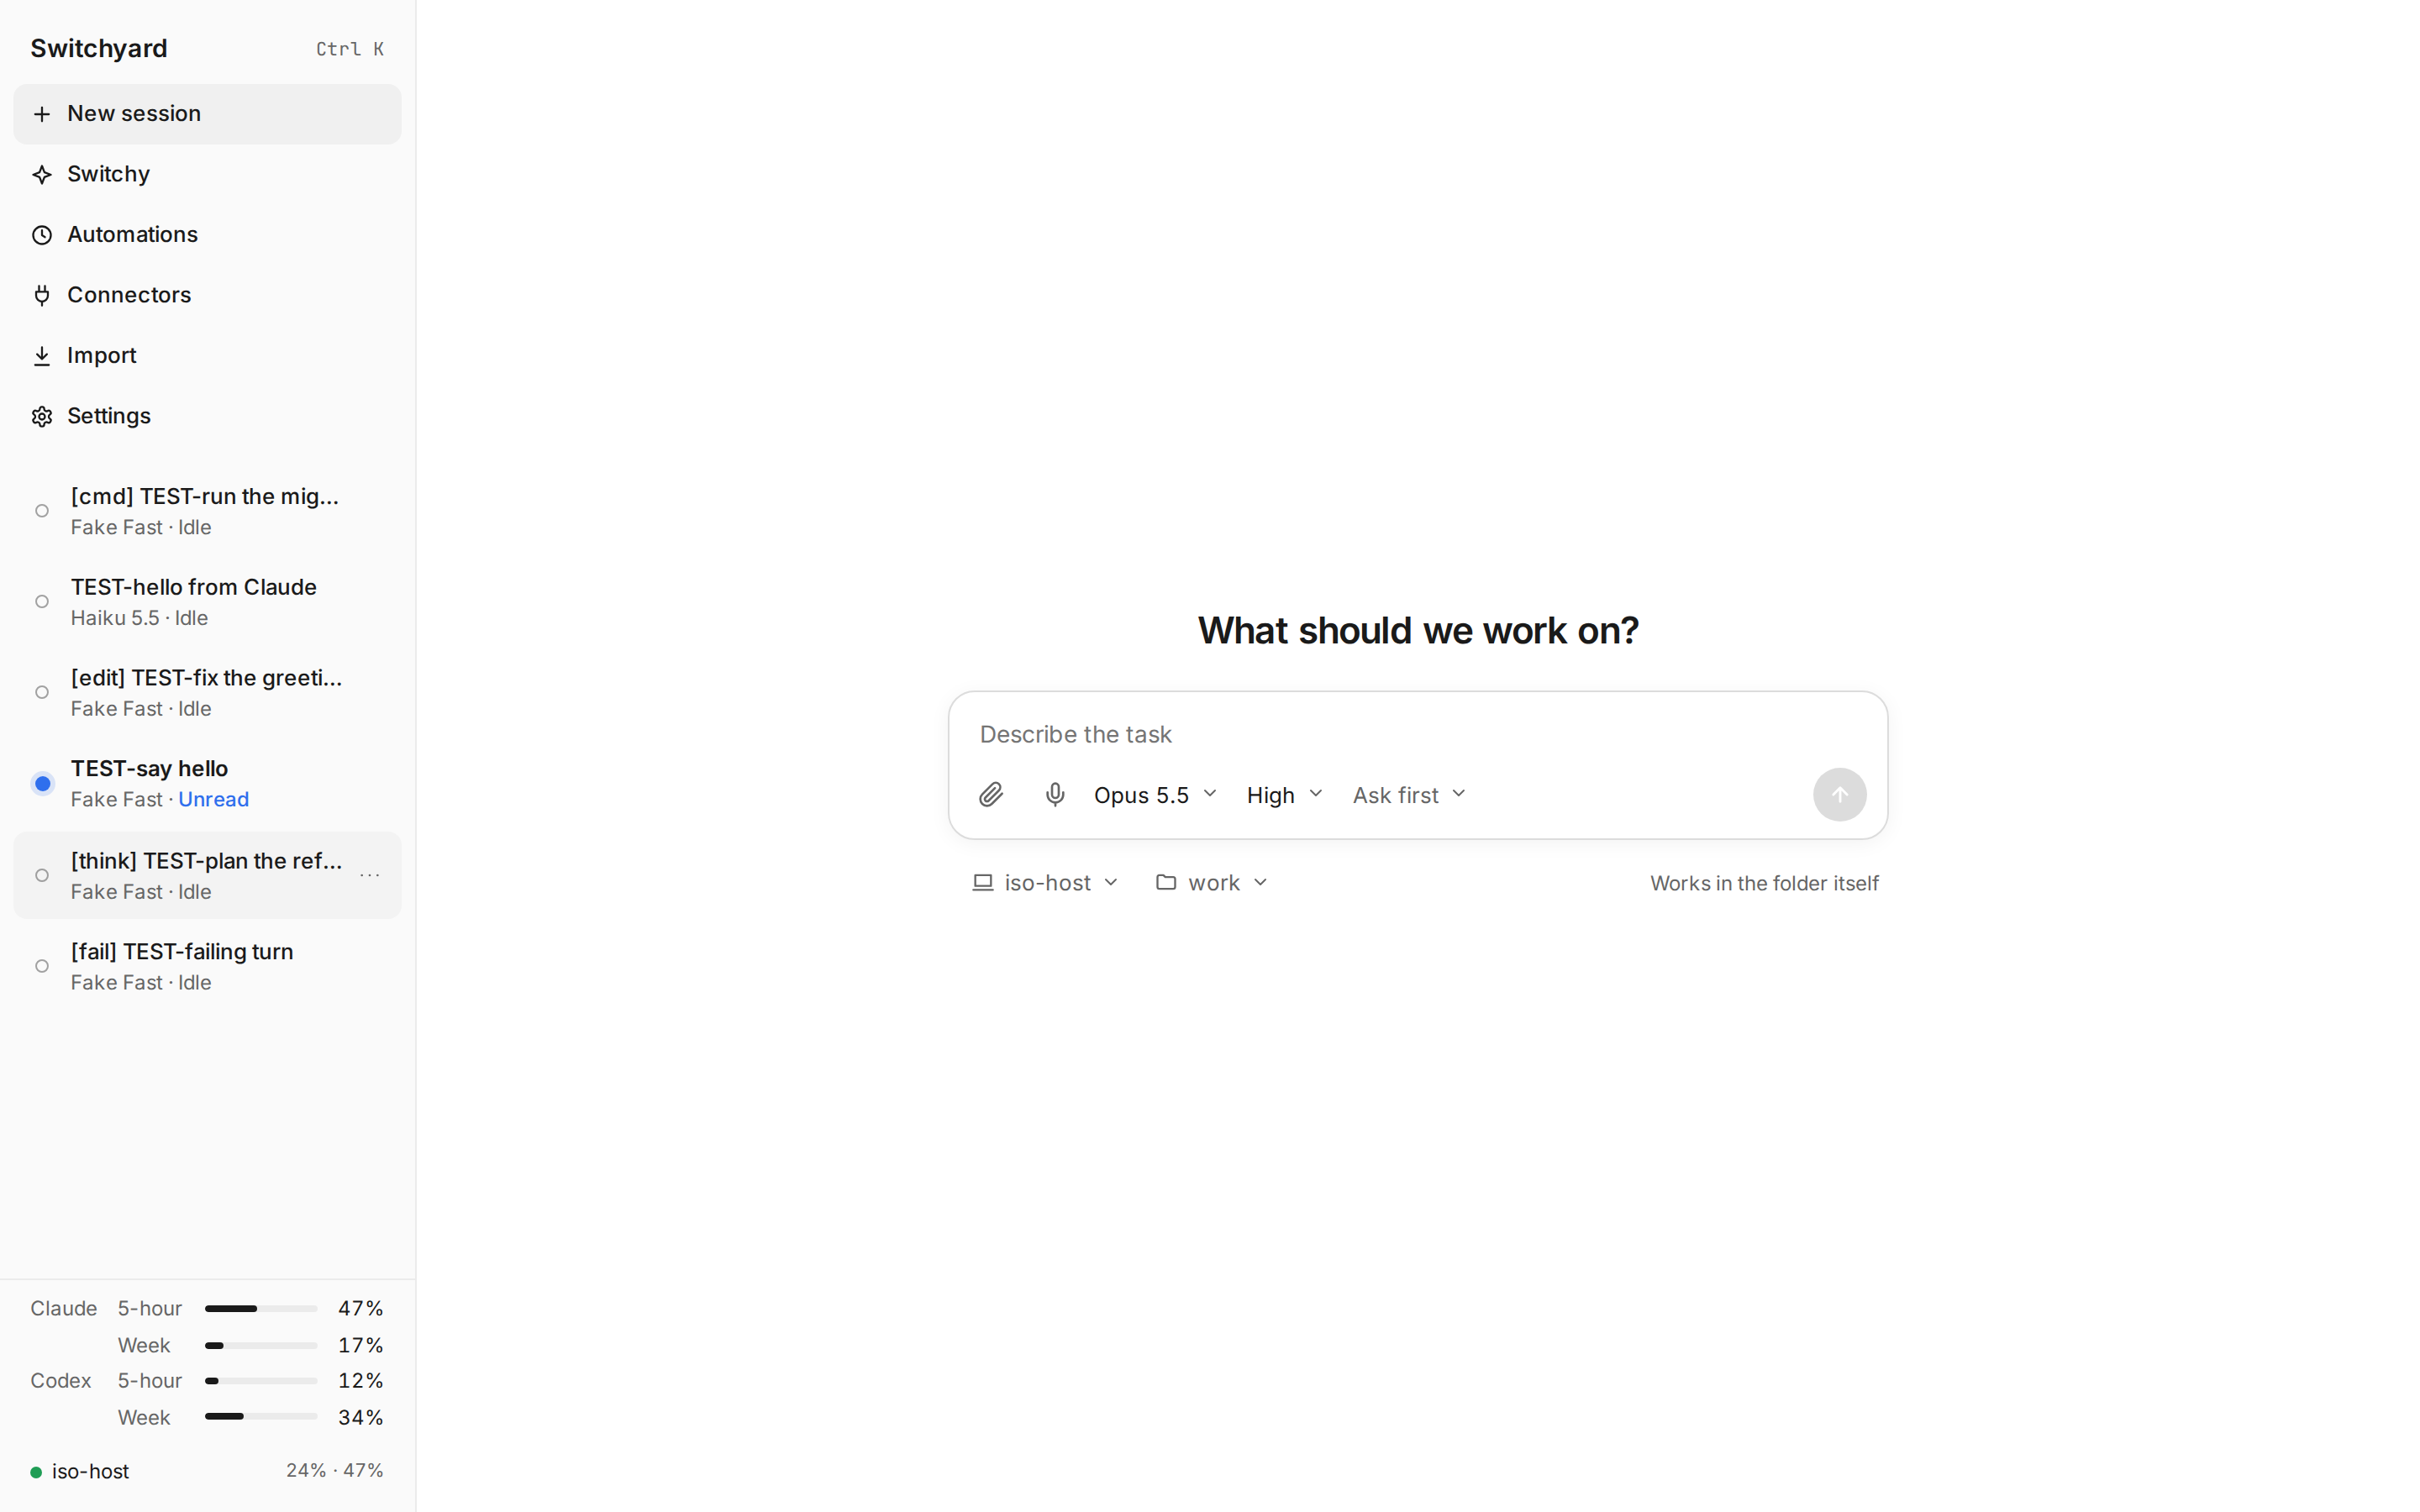 Switchyard Ctrl K
New session
Switchy
Automations
Connectors
Import
Settings
[cmd] TEST-run the mig...
Fake Fast · Idle
TEST-hello from Claude
Haiku 5.5 · Idle
[edit] TEST-fix the greeti...
Fake Fast · Idle
TEST-say hello
Fake Fast · Unread
[think] TEST-plan the ref... ...
Fake Fast · Idle
[fail] TEST-failing turn
Fake Fast · Idle
Claude 5-hour 47%
Week 17%
Codex 5-hour 12%
Week 34%
iso-host 24% · 47%
What should we work on?
Describe the task
Opus 5.5 High Ask first
iso-host work Works in the folder itself